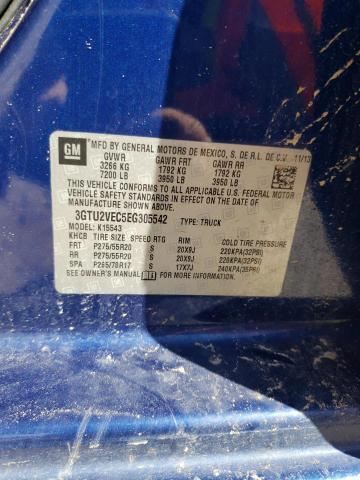 GM
MFD BY GENERAL MOTORS DE MEXICO, S. DE R.L. DE C.V. 11/13
GVWR GAWR FRT GAWR RR
3266 KG 1792 KG 1792 KG
7200 LB 3950 LB 3950 LB
THIS VEHICLE CONFORMS TO ALL APPLICABLE U.S. FEDERAL MOTOR
VEHICLE SAFETY STANDARDS IN EFFECT ON THE DATE OF
MANUFACTURE SHOWN ABOVE.
3GTU2VEC5EG305542 TYPE: TRUCK
MODEL: K15543
KHCB TIRE SIZE SPEED RTG RIM COLD TIRE PRESSURE
FRT P275/55R20 S 20X9J 220KPA(32PSI)
RR P275/55R20 S 20X9J 220KPA(32PSI)
SPA P265/70R17 S 17X7J 240KPA(35PSI)
SEE OWNERS MANUAL FOR MORE INFORMATION.